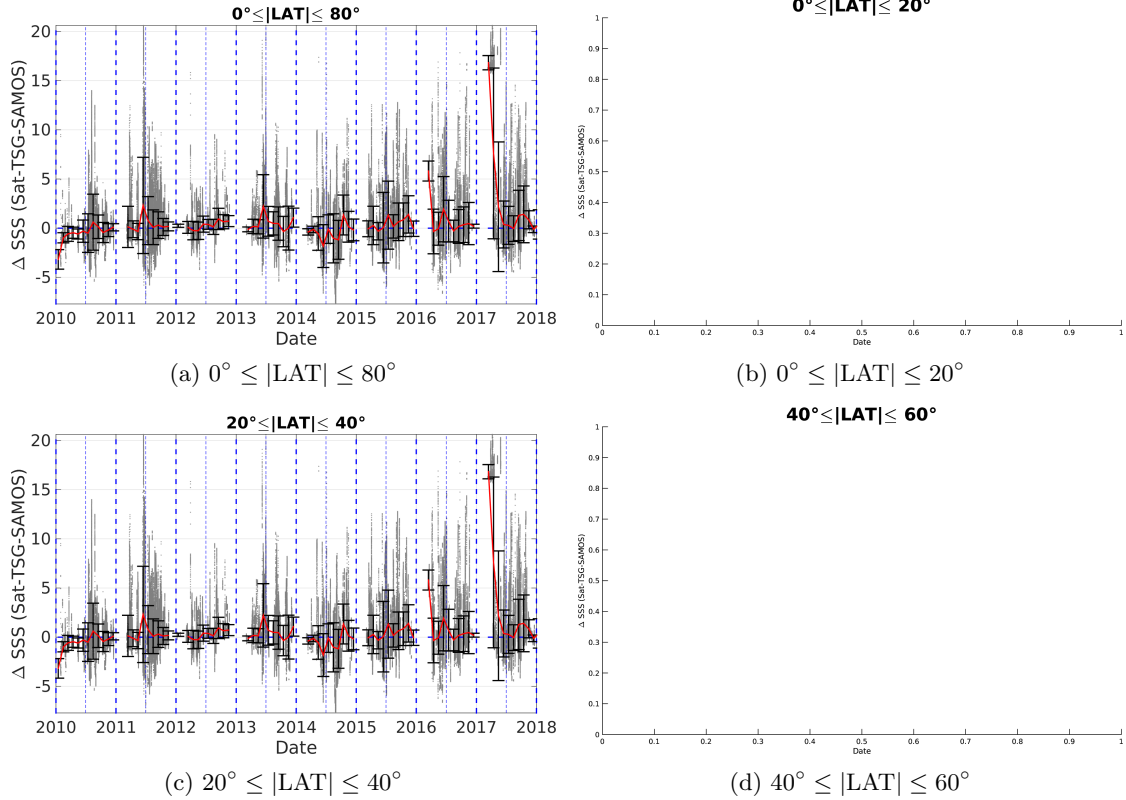 0°≤|LAT|≤ 80°
20
15
10
5
0
-5
Δ SSS (Sat-TSG-SAMOS)
2010 2011 2012 2013 2014 2015 2016 2017 2018
Date
(a) 0° ≤ |LAT| ≤ 80°
0°≤|LAT|≤ 20°
1
0.9
0.8
0.7
0.6
0.5
0.4
0.3
0.2
0.1
0
Δ SSS (Sat-TSG-SAMOS)
0 0.1 0.2 0.3 0.4 0.5 0.6 0.7 0.8 0.9 1
Date
(b) 0° ≤ |LAT| ≤ 20°
20°≤|LAT|≤ 40°
20
15
10
5
0
-5
Δ SSS (Sat-TSG-SAMOS)
2010 2011 2012 2013 2014 2015 2016 2017 2018
Date
(c) 20° ≤ |LAT| ≤ 40°
40°≤|LAT|≤ 60°
1
0.9
0.8
0.7
0.6
0.5
0.4
0.3
0.2
0.1
0
Δ SSS (Sat-TSG-SAMOS)
0 0.1 0.2 0.3 0.4 0.5 0.6 0.7 0.8 0.9 1
Date
(d) 40° ≤ |LAT| ≤ 60°